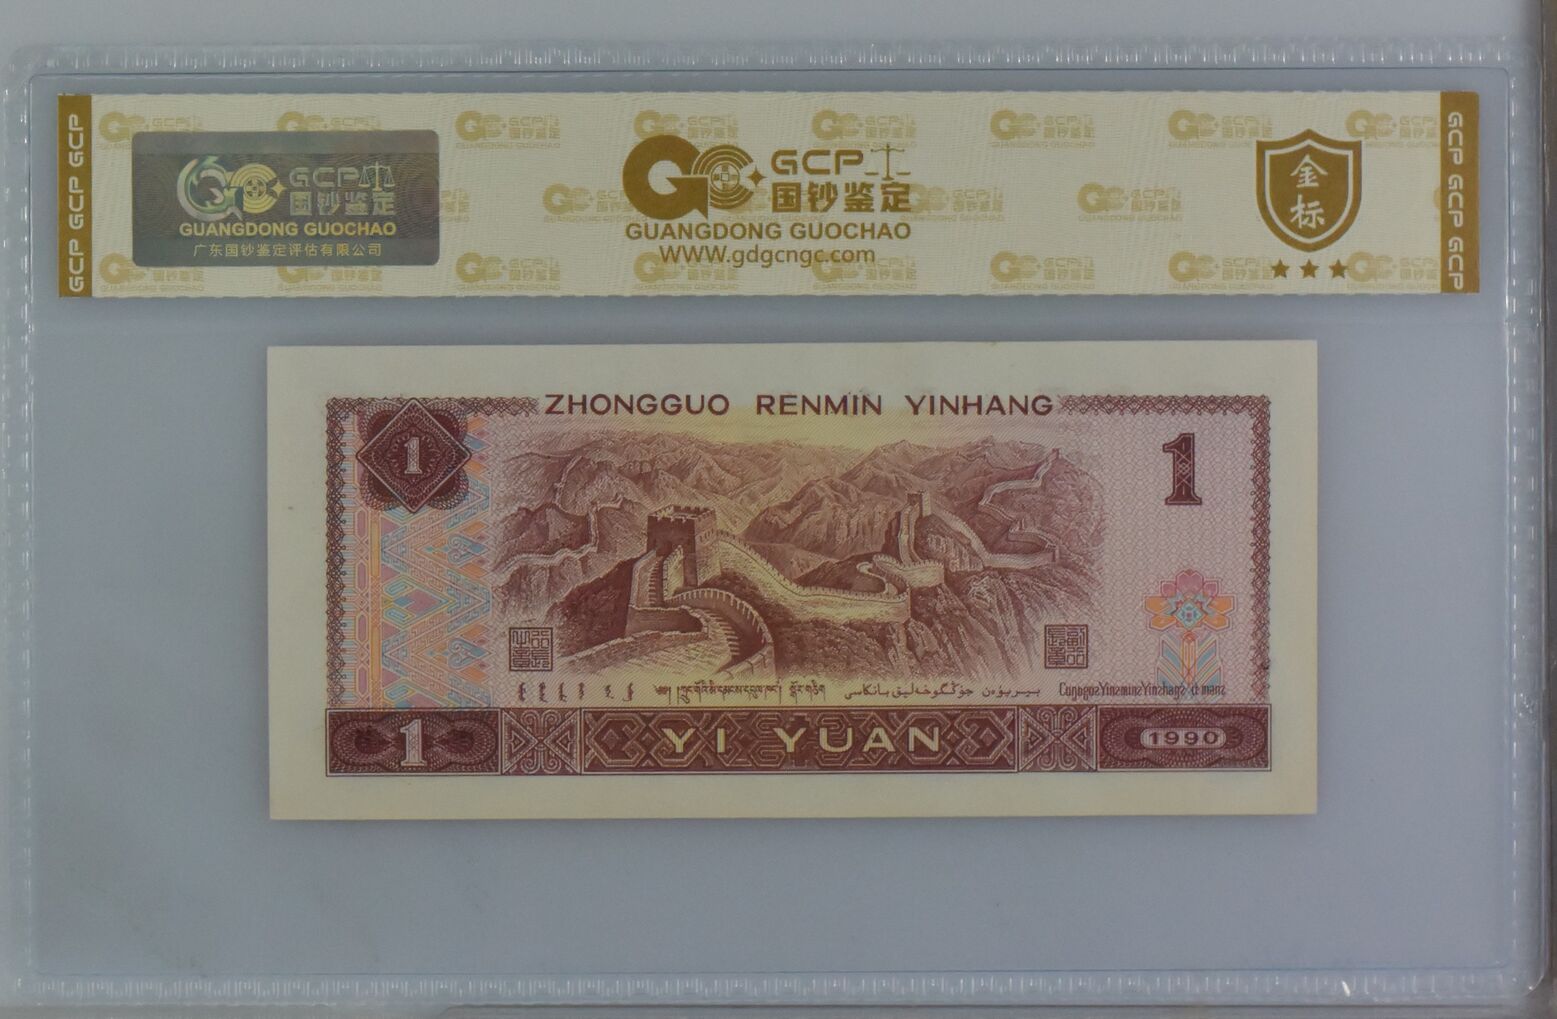 GCP GCP GCP
GCP
国钞鉴定
GUANGDONG GUOCHAO
广东国钞鉴定评估有限公司
GCP
国钞鉴定
GUANGDONG GUOCHAO
WWW.gdgcngc.com
金
标
GCP GCP GCP
ZHONGGUO RENMIN YINHANG
1
1
1
YI YUAN
1990